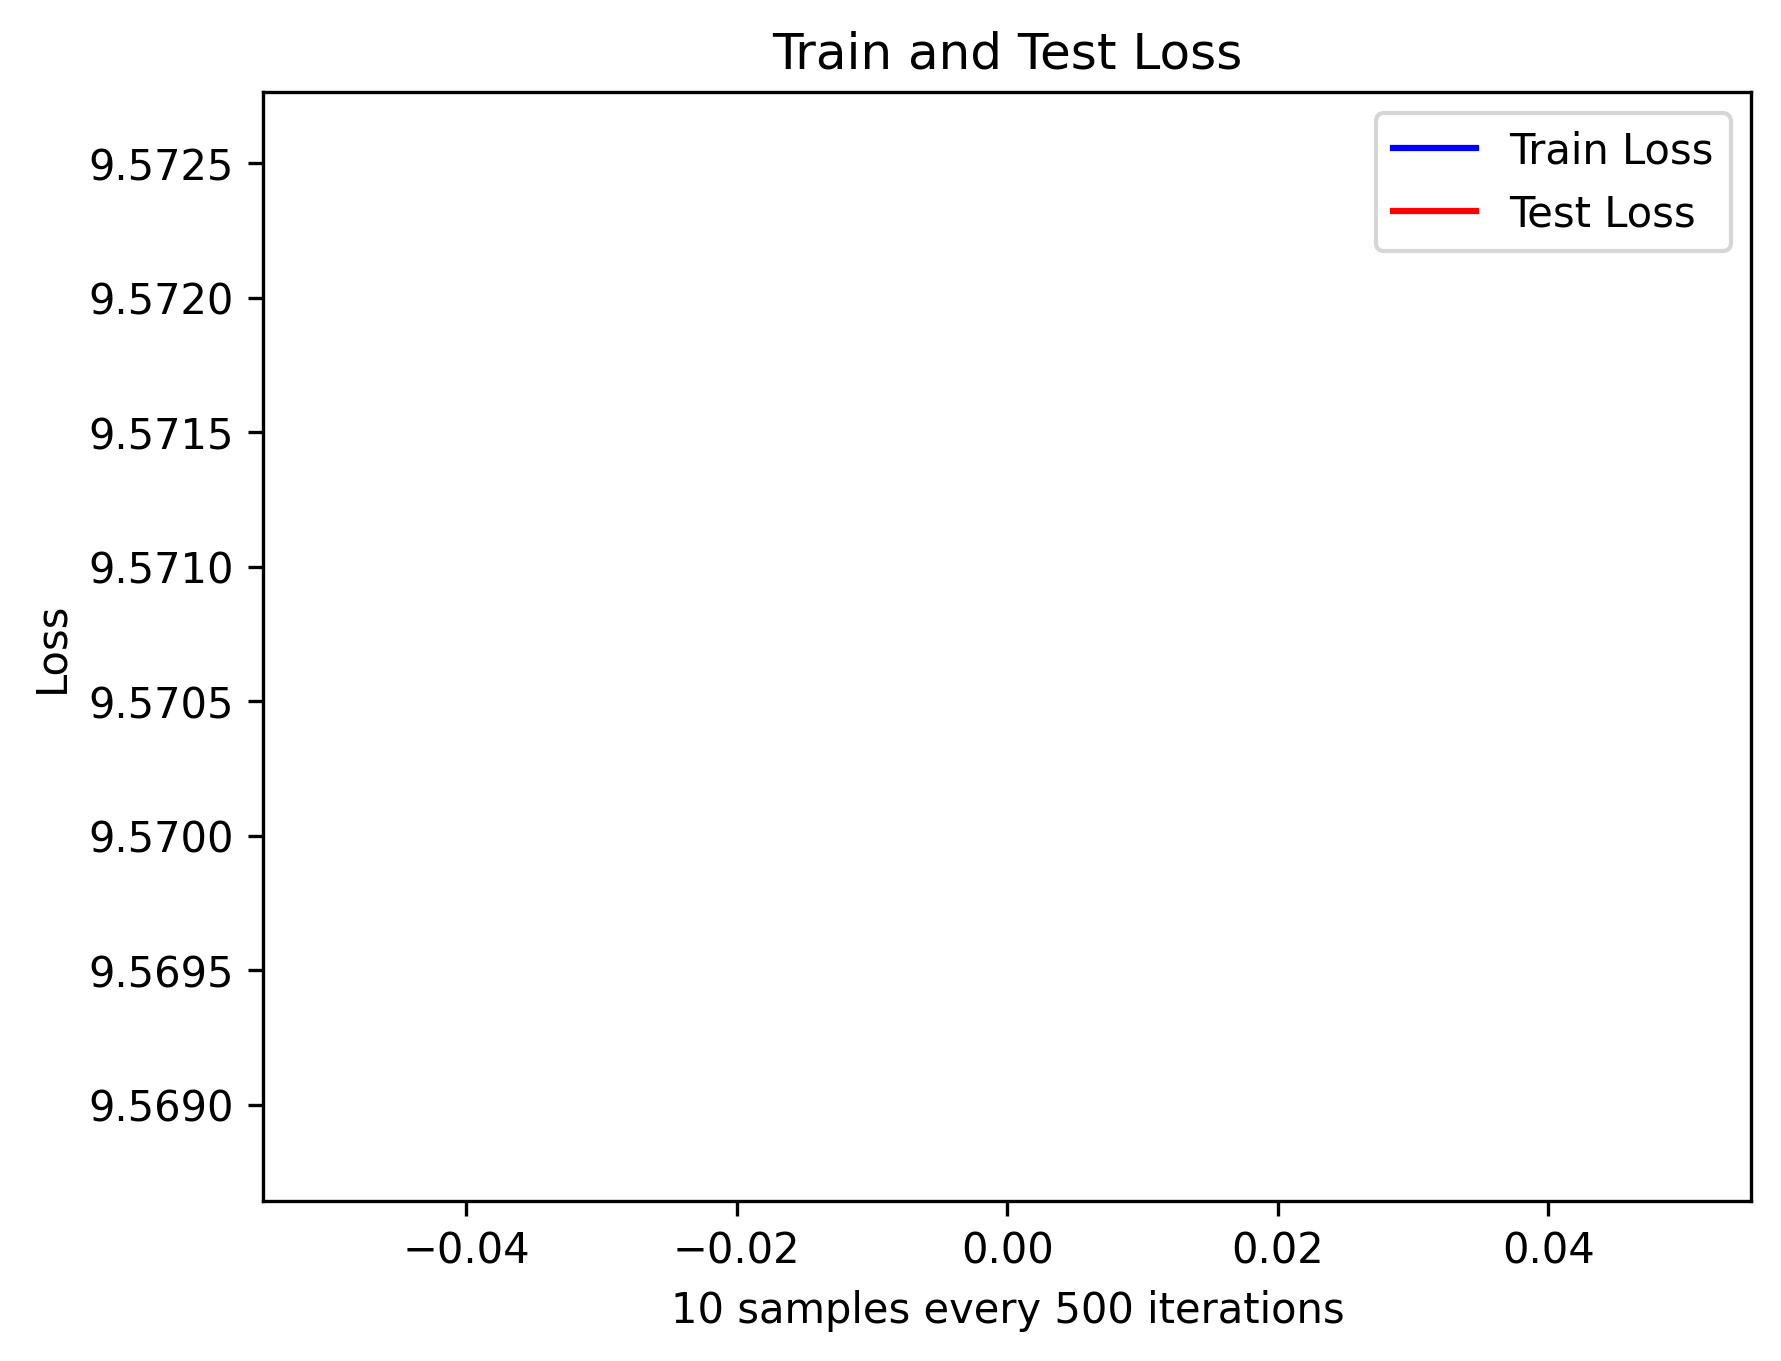 Train and Test Loss
Train Loss
Test Loss
9.5725
9.5720
9.5715
9.5710
9.5705
9.5700
9.5695
9.5690
Loss
−0.04 −0.02 0.00 0.02 0.04
10 samples every 500 iterations